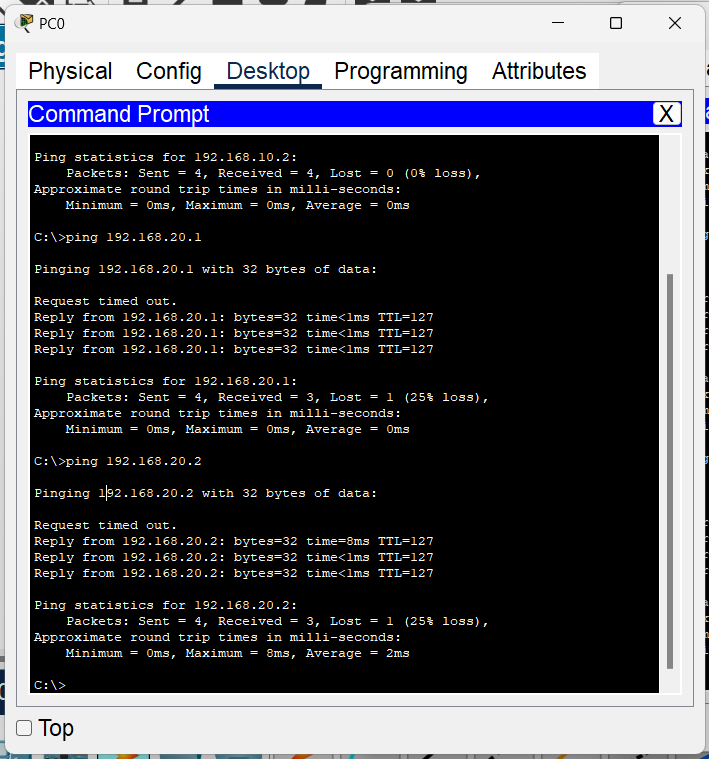 PC0
Physical Config Desktop Programming Attributes
Command Prompt
X
Ping statistics for 192.168.10.2:
Packets: Sent = 4, Received = 4, Lost = 0 (0% loss),
Approximate round trip times in milli-seconds:
Minimum = 0ms, Maximum = 0ms, Average = 0ms
C:\>ping 192.168.20.1
Pinging 192.168.20.1 with 32 bytes of data:
Request timed out.
Reply from 192.168.20.1: bytes=32 time<1ms TTL=127
Reply from 192.168.20.1: bytes=32 time<1ms TTL=127
Reply from 192.168.20.1: bytes=32 time<1ms TTL=127
Ping statistics for 192.168.20.1:
Packets: Sent = 4, Received = 3, Lost = 1 (25% loss),
Approximate round trip times in milli-seconds:
Minimum = 0ms, Maximum = 0ms, Average = 0ms
C:\>ping 192.168.20.2
Pinging 192.168.20.2 with 32 bytes of data:
Request timed out.
Reply from 192.168.20.2: bytes=32 time=8ms TTL=127
Reply from 192.168.20.2: bytes=32 time<1ms TTL=127
Reply from 192.168.20.2: bytes=32 time<1ms TTL=127
Ping statistics for 192.168.20.2:
Packets: Sent = 4, Received = 3, Lost = 1 (25% loss),
Approximate round trip times in milli-seconds:
Minimum = 0ms, Maximum = 8ms, Average = 2ms
C:\>
Top